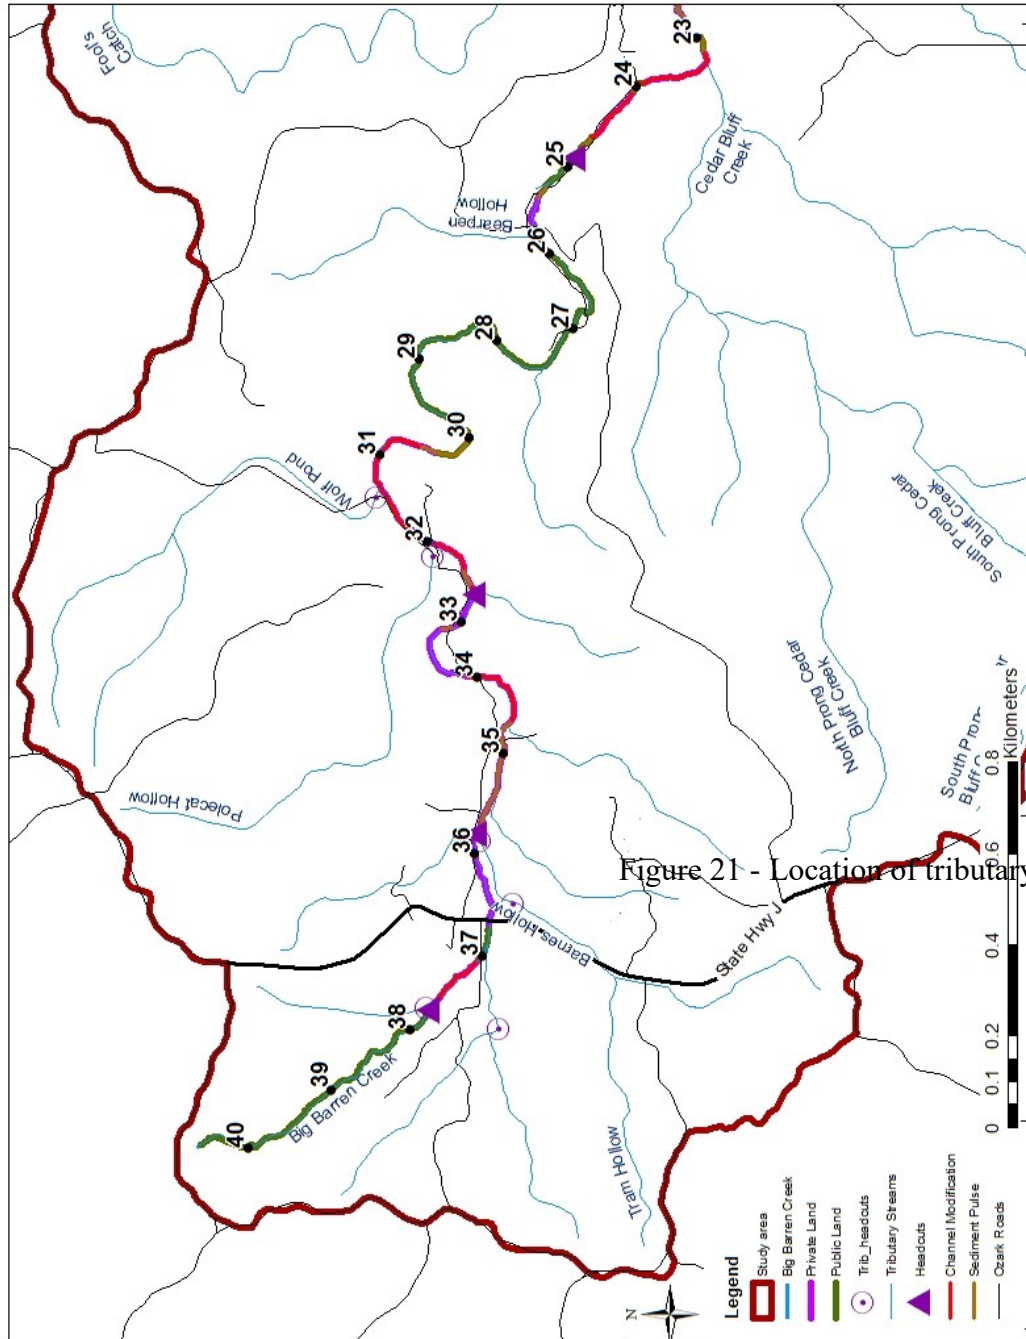 Fool's
Catch
23
24
25
Bearpen
Hollow
26
Cedar Bluff
Creek
27
28
29
30
31
Wolf Pond
32
33
34
35
36
37
38
39
40
Polecat Hollow
South Prong Cedar
Bluff Creek
North Prong Cedar
Bluff Creek
South Pron
Barnes Hollow
State Hwy J
Big Barren Creek
Tram Hollow
Figure 21 - Location of tributary
Kilometers
0 0.1 0.2 0.4 0.6 0.8
N
Legend
Study area
Big Barren Creek
Private Land
Public Land
Trib_headcuts
Tributary Streams
Headcuts
Channel Modification
Sediment Pulse
Ozark Roads